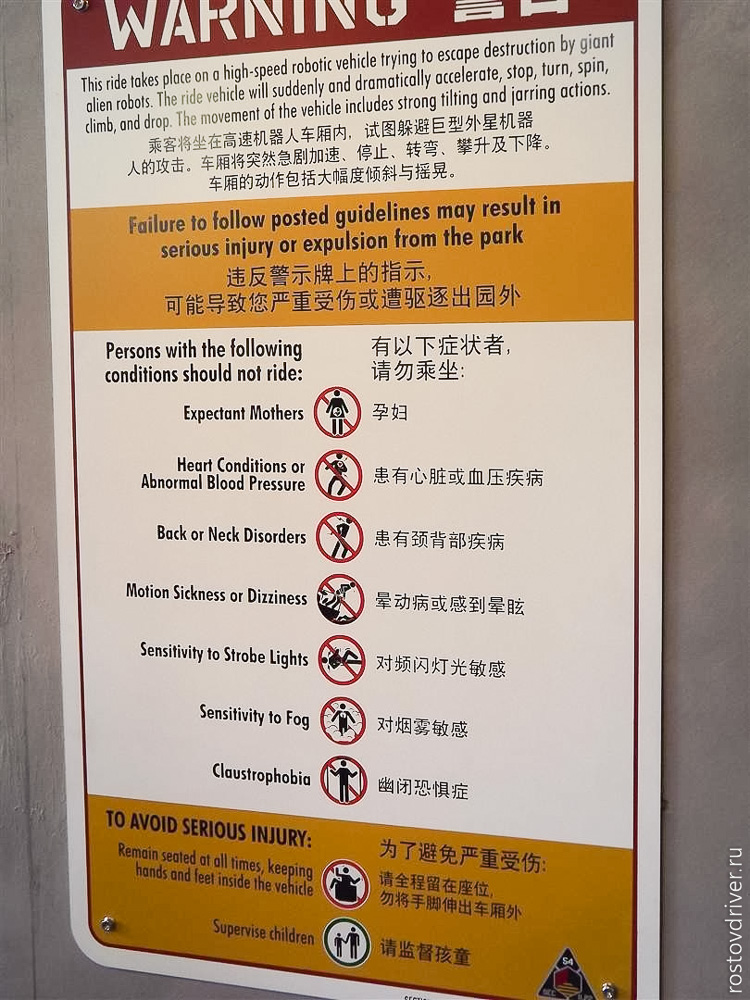 WARNING 警告
This ride takes place on a high-speed robotic vehicle trying to escape destruction by giant
alien robots. The ride vehicle will suddenly and dramatically accelerate, stop, turn, spin,
climb, and drop. The movement of the vehicle includes strong tilting and jarring actions.
乘客将坐在高速机器人车厢内，试图躲避巨型外星机器
人的攻击。车厢将突然急剧加速、停止、转弯、攀升及下降。
车厢的动作包括大幅度倾斜与摇晃。
Failure to follow posted guidelines may result in
serious injury or expulsion from the park
违反警示牌上的指示，
可能导致您严重受伤或遭驱逐出园外
Persons with the following
conditions should not ride:
有以下症状者，
请勿乘坐:
Expectant Mothers
孕妇
Heart Conditions or
Abnormal Blood Pressure
患有心脏或血压疾病
Back or Neck Disorders
患有颈背部疾病
Motion Sickness or Dizziness
晕动病或感到晕眩
Sensitivity to Strobe Lights
对频闪灯光敏感
Sensitivity to Fog
对烟雾敏感
Claustrophobia
幽闭恐惧症
TO AVOID SERIOUS INJURY:
为了避免严重受伤:
Remain seated at all times, keeping
hands and feet inside the vehicle
请全程留在座位,
勿将手脚伸出车厢外
Supervise children
请监督孩童
S4
rostovdriver.ru